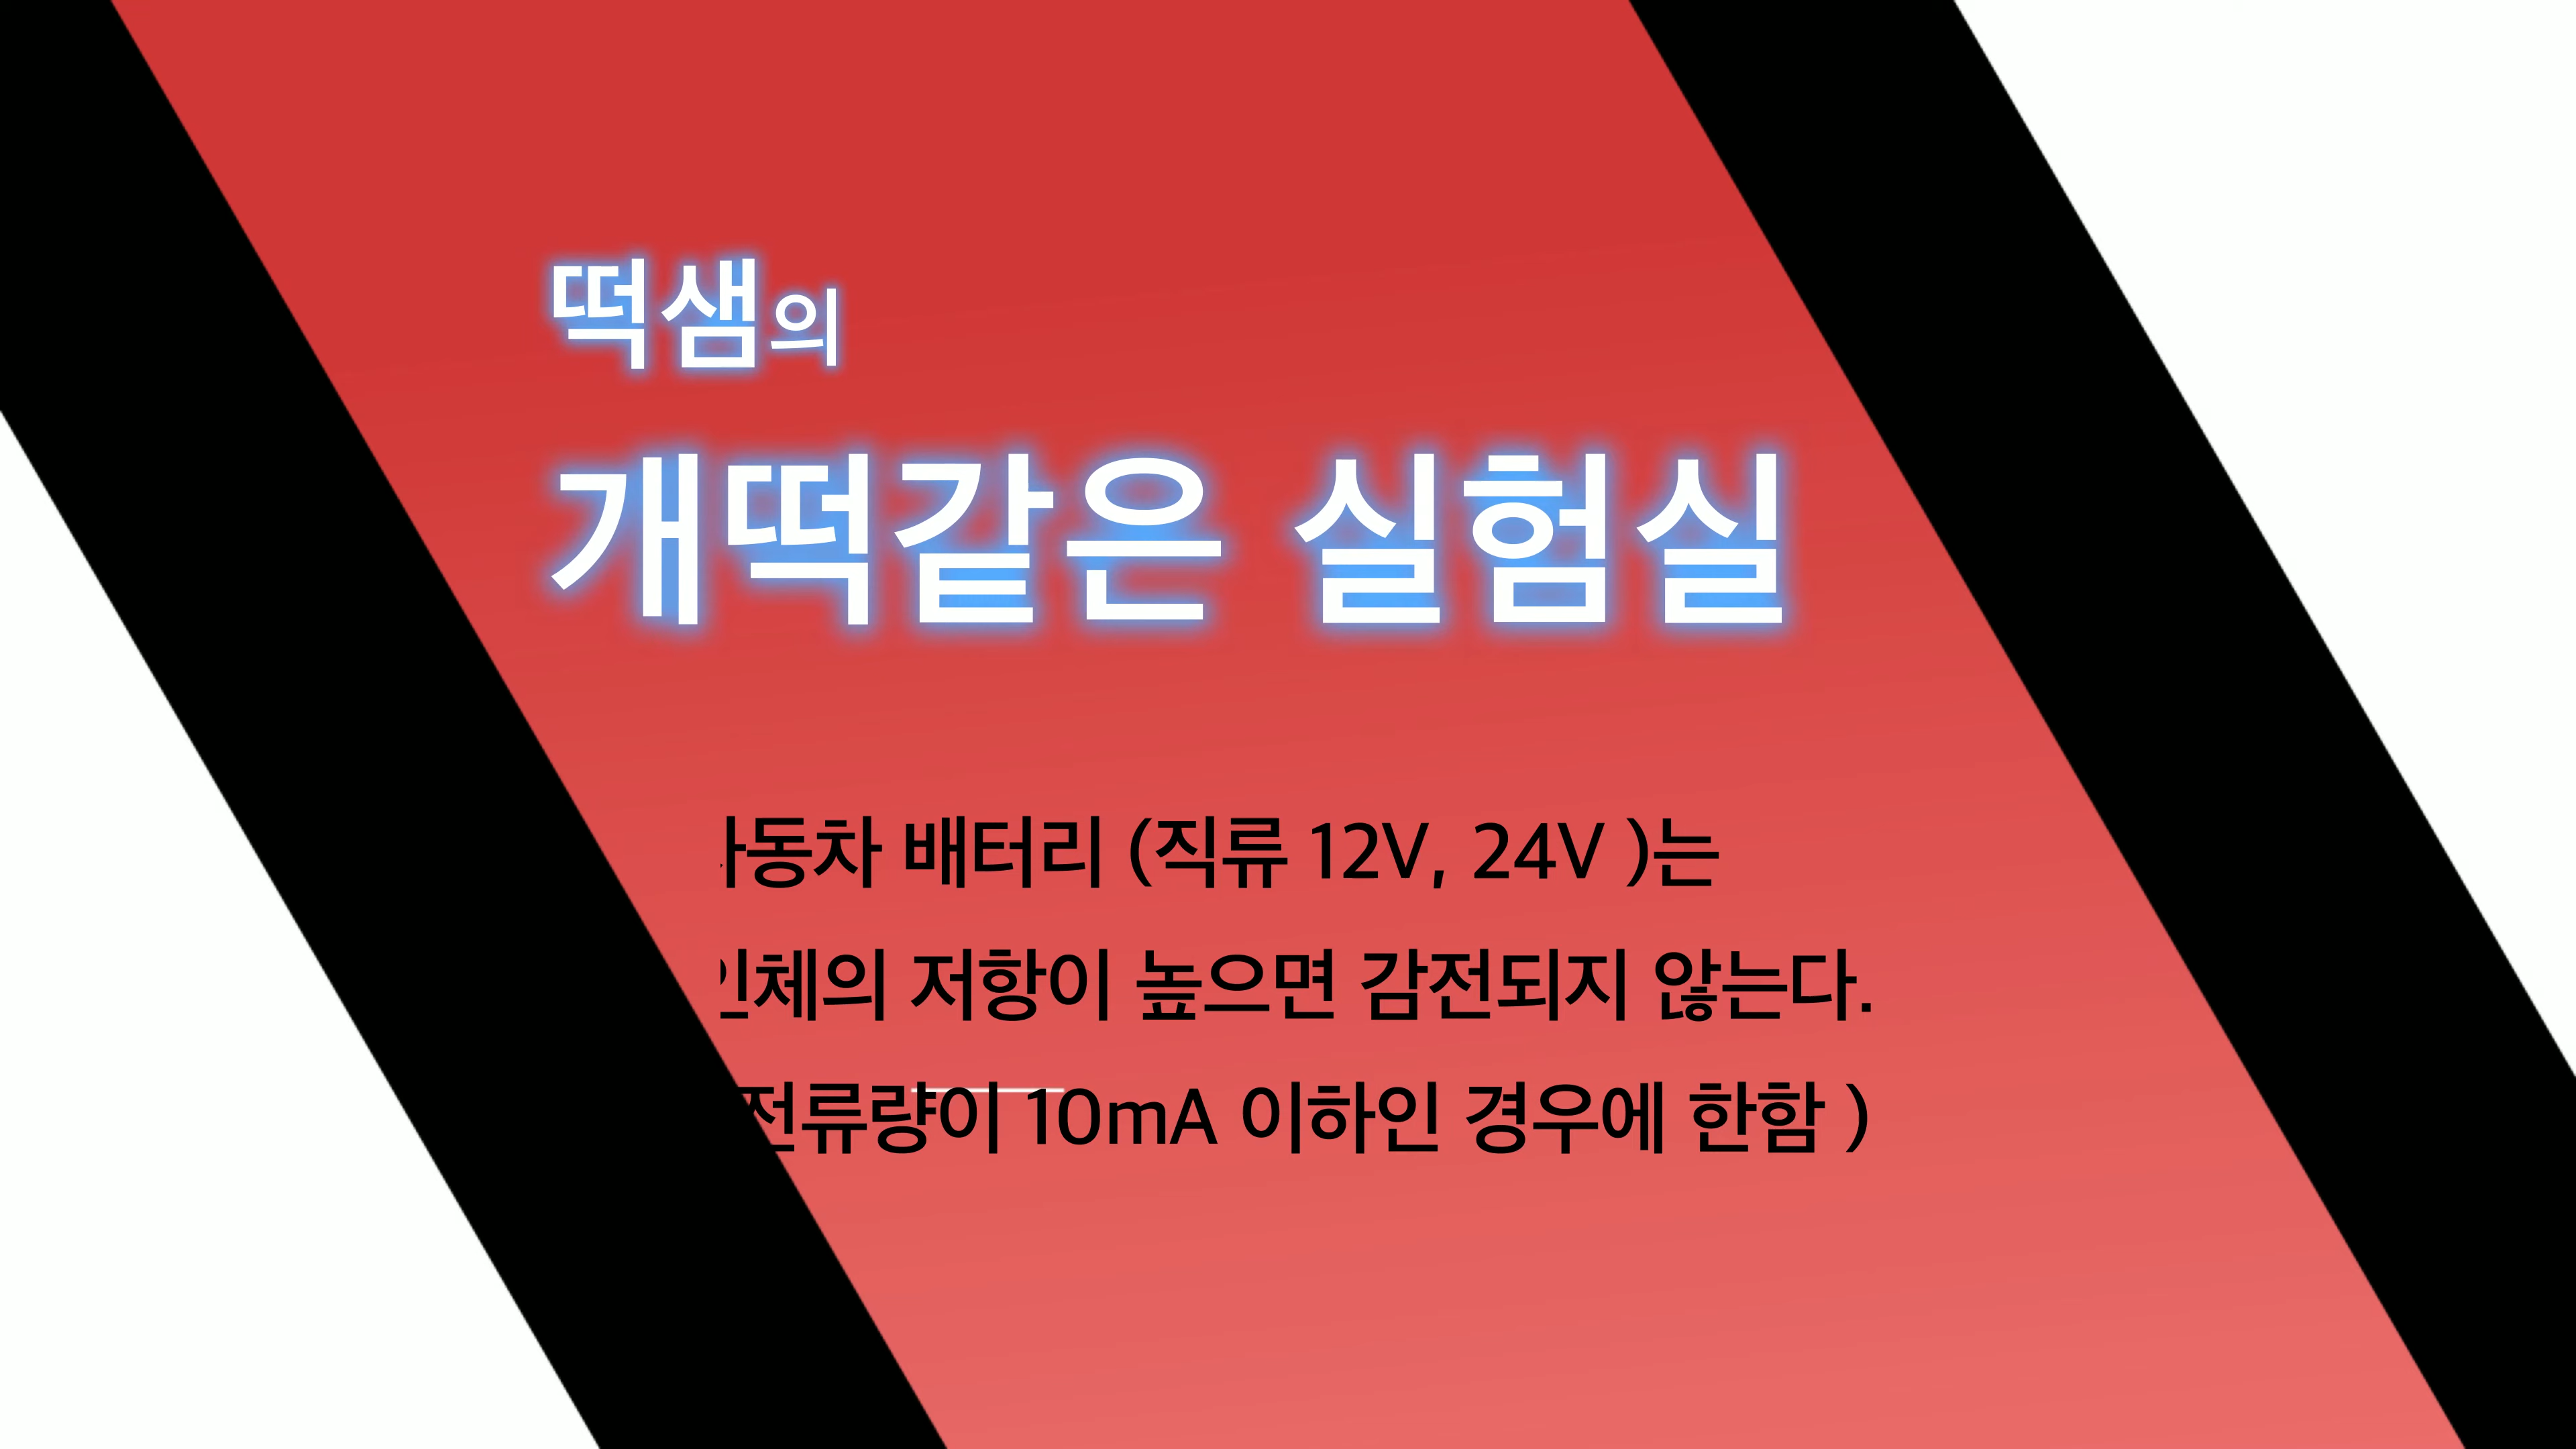 떡샘의
개떡같은 실험실
자동차 배터리 (직류 12V, 24V )는
인체의 저항이 높으면 감전되지 않는다.
전류량이 10mA 이하인 경우에 한함 )